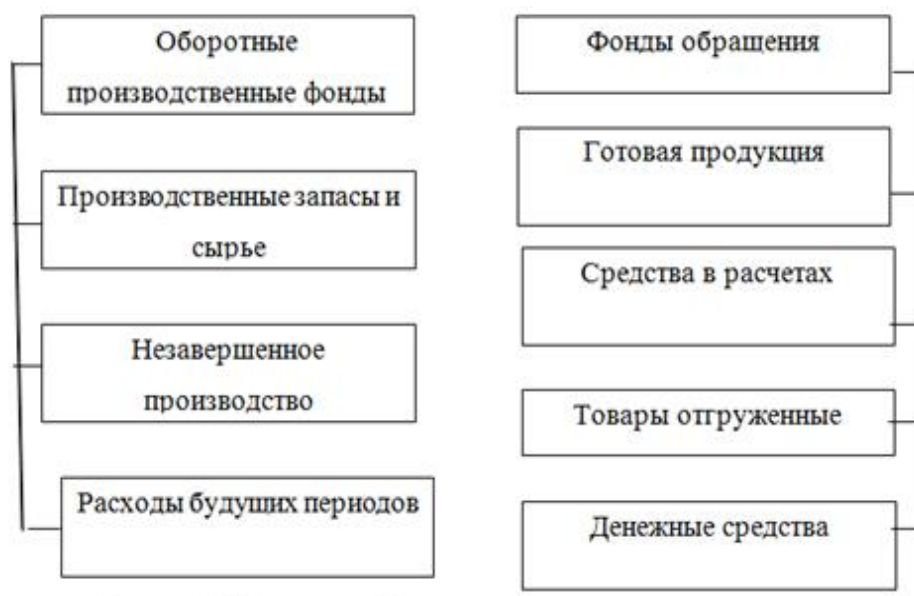 Оборотные
производственные фонды
Производственные запасы и
сырье
Незавершенное
производство
Расходы будущих периодов
Фонды обращения
Готовая продукция
Средства в расчетах
Товары отгруженные
Денежные средства